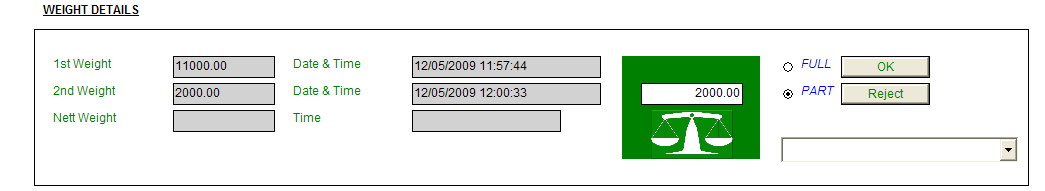 WEIGHT DETAILS
1st Weight 11000.00 Date & Time 12/05/2009 11:57:44 FULL OK
2nd Weight 2000.00 Date & Time 12/05/2009 12:00:33 2000.00 PART Reject
Nett Weight Time